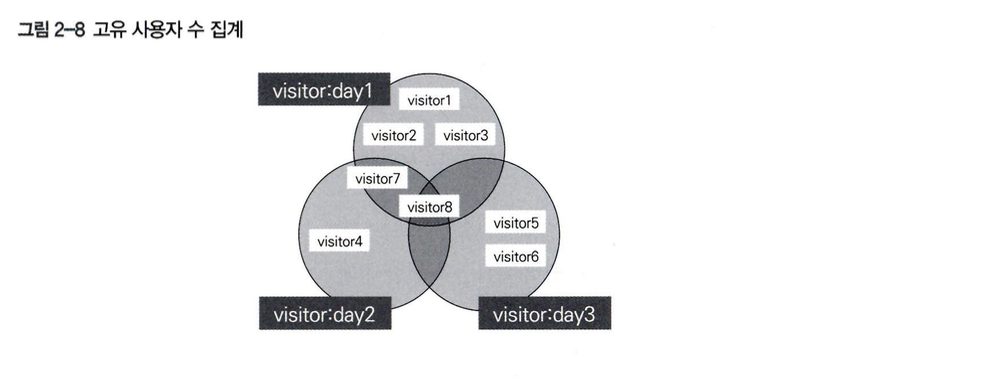 그림 2-8 고유 사용자 수 집계
visitor:day1
visitor1
visitor2 visitor3
visitor7
visitor8
visitor5
visitor4
visitor6
visitor:day2 visitor:day3